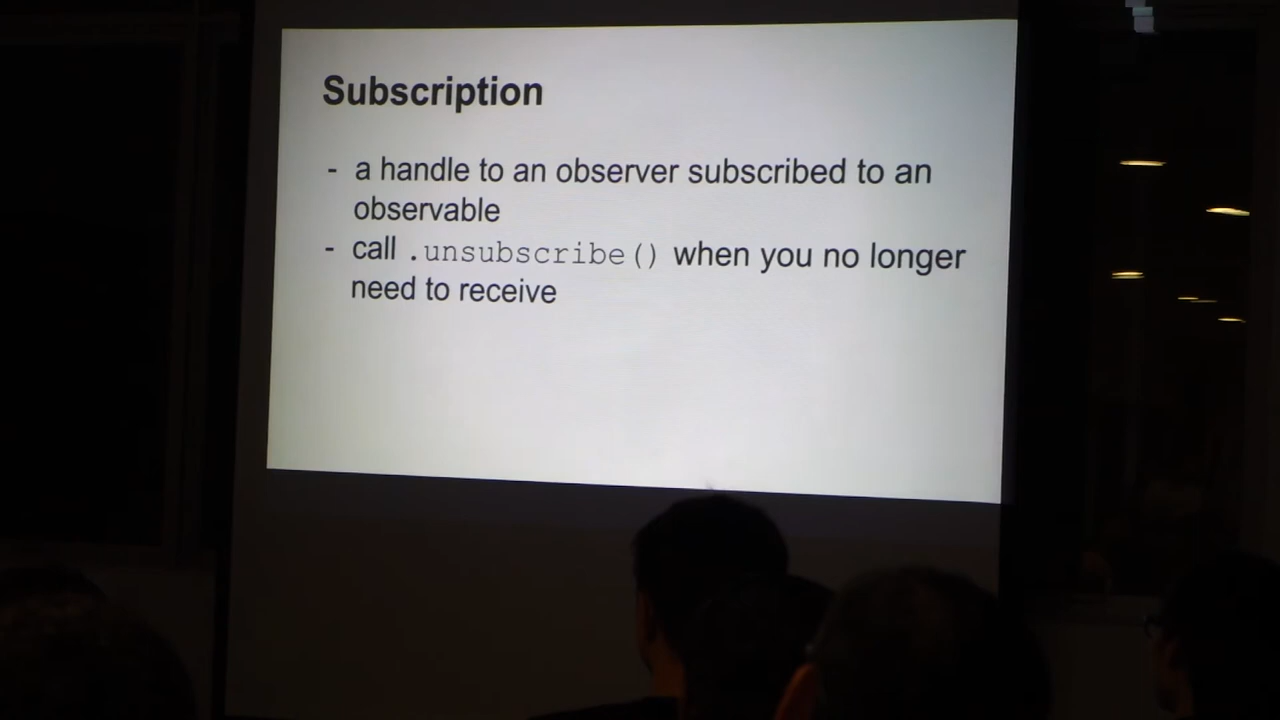 Subscription
- a handle to an observer subscribed to an
observable
- call .unsubscribe() when you no longer
need to receive